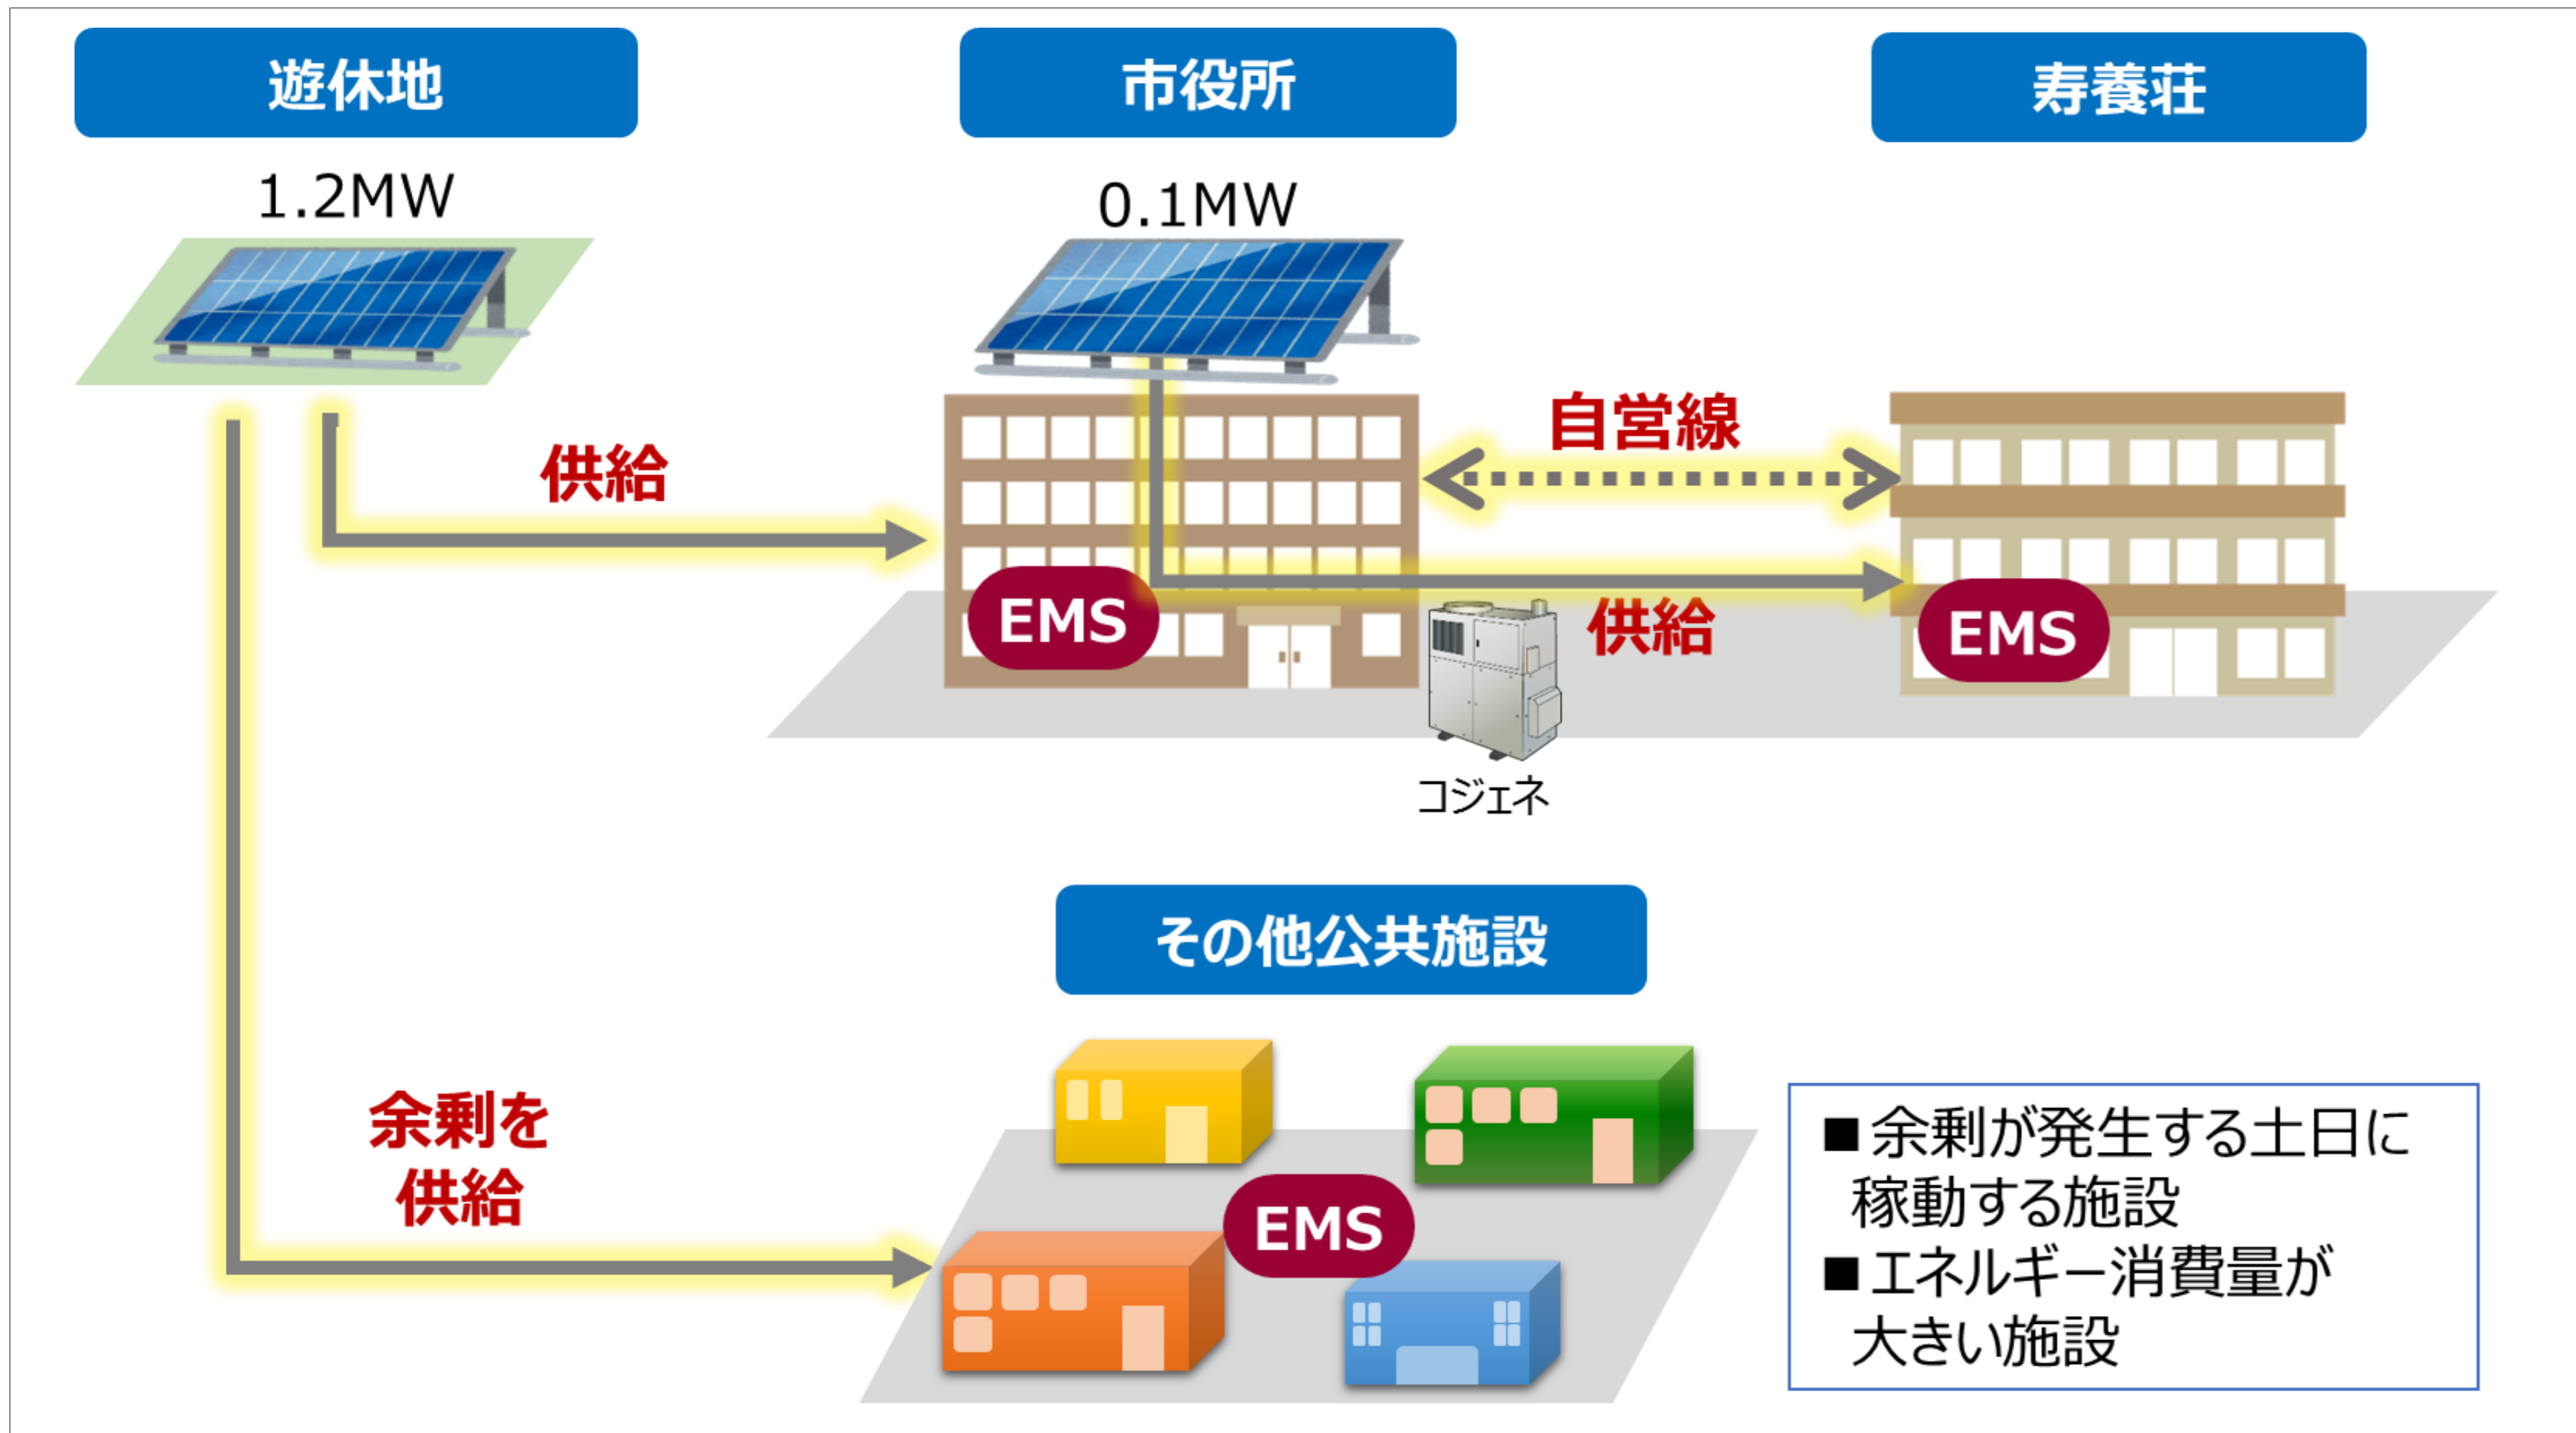 遊休地
市役所
寿養荘
1.2MW
0.1MW
自営線
供給
EMS
供給
EMS
コジェネ
その他公共施設
余剰を
供給
EMS
■余剰が発生する土日に
稼動する施設
■エネルギー消費量が
大きい施設